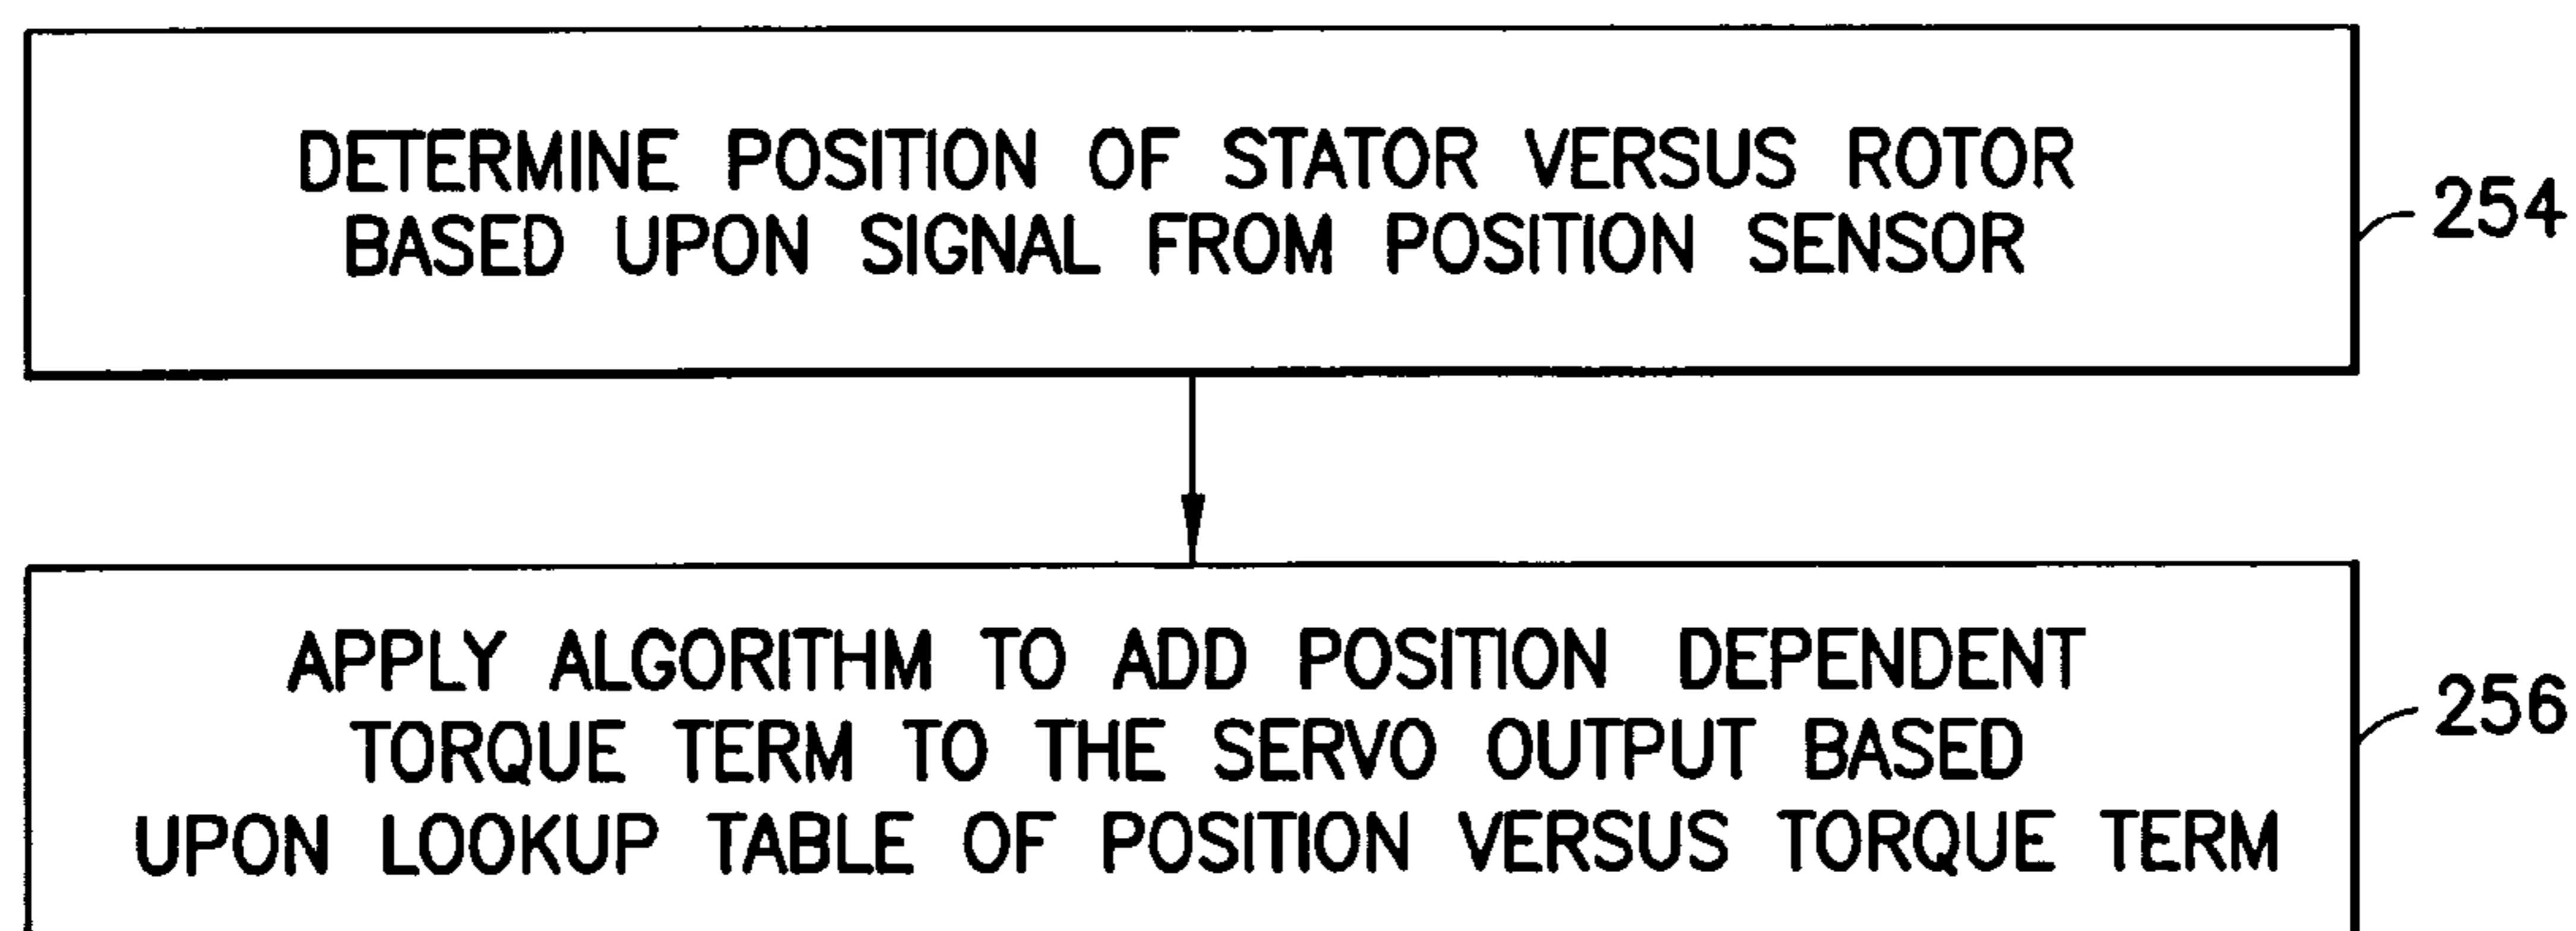 DETERMINE POSITION OF STATOR VERSUS ROTOR
BASED UPON SIGNAL FROM POSITION SENSOR
254
APPLY ALGORITHM TO ADD POSITION DEPENDENT
TORQUE TERM TO THE SERVO OUTPUT BASED
UPON LOOKUP TABLE OF POSITION VERSUS TORQUE TERM
256